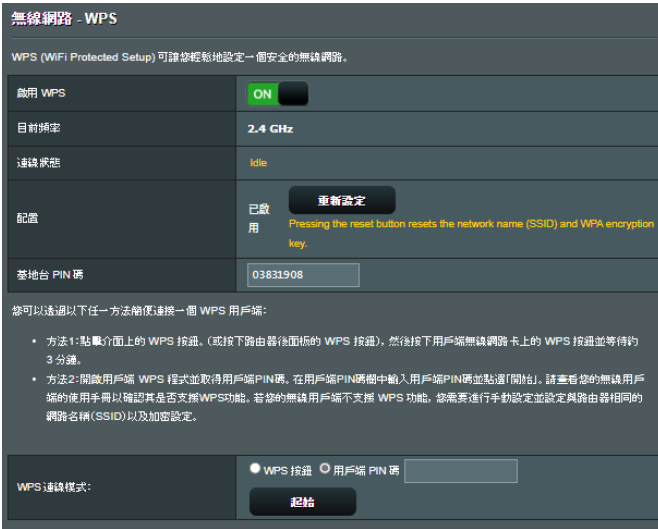 無線網路 - WPS
WPS (WiFi Protected Setup) 可讓您輕鬆地設定一個安全的無線網路。
啟用 WPS
ON
目前頻率
2.4 GHz
連線狀態
Idle
配置
已啟
用
重新設定
Pressing the reset button resets the network name (SSID) and WPA encryption
key.
基地台 PIN 碼
03831908
您可以透過以下任一方法簡便連接一個 WPS 用戶端:
• 方法1:點擊介面上的 WPS 按鈕。(或按下路由器後面板的 WPS 按鈕), 然後按下用戶端無線網路卡上的 WPS 按鈕並等待約
3 分鐘。
• 方法2:開啟用戶端 WPS 程式並取得用戶端PIN碼。在用戶端PIN碼欄中輸入用戶端PIN碼並點選「開始」。請查看您的無線用戶
端的使用手冊以確認其是否支援WPS功能。若您的無線用戶端不支援 WPS 功能, 您需要進行手動設定並設定與路由器相同的
網路名稱(SSID)以及加密設定。
WPS連線模式:
WPS 按鈕 用戶端 PIN 碼
起始